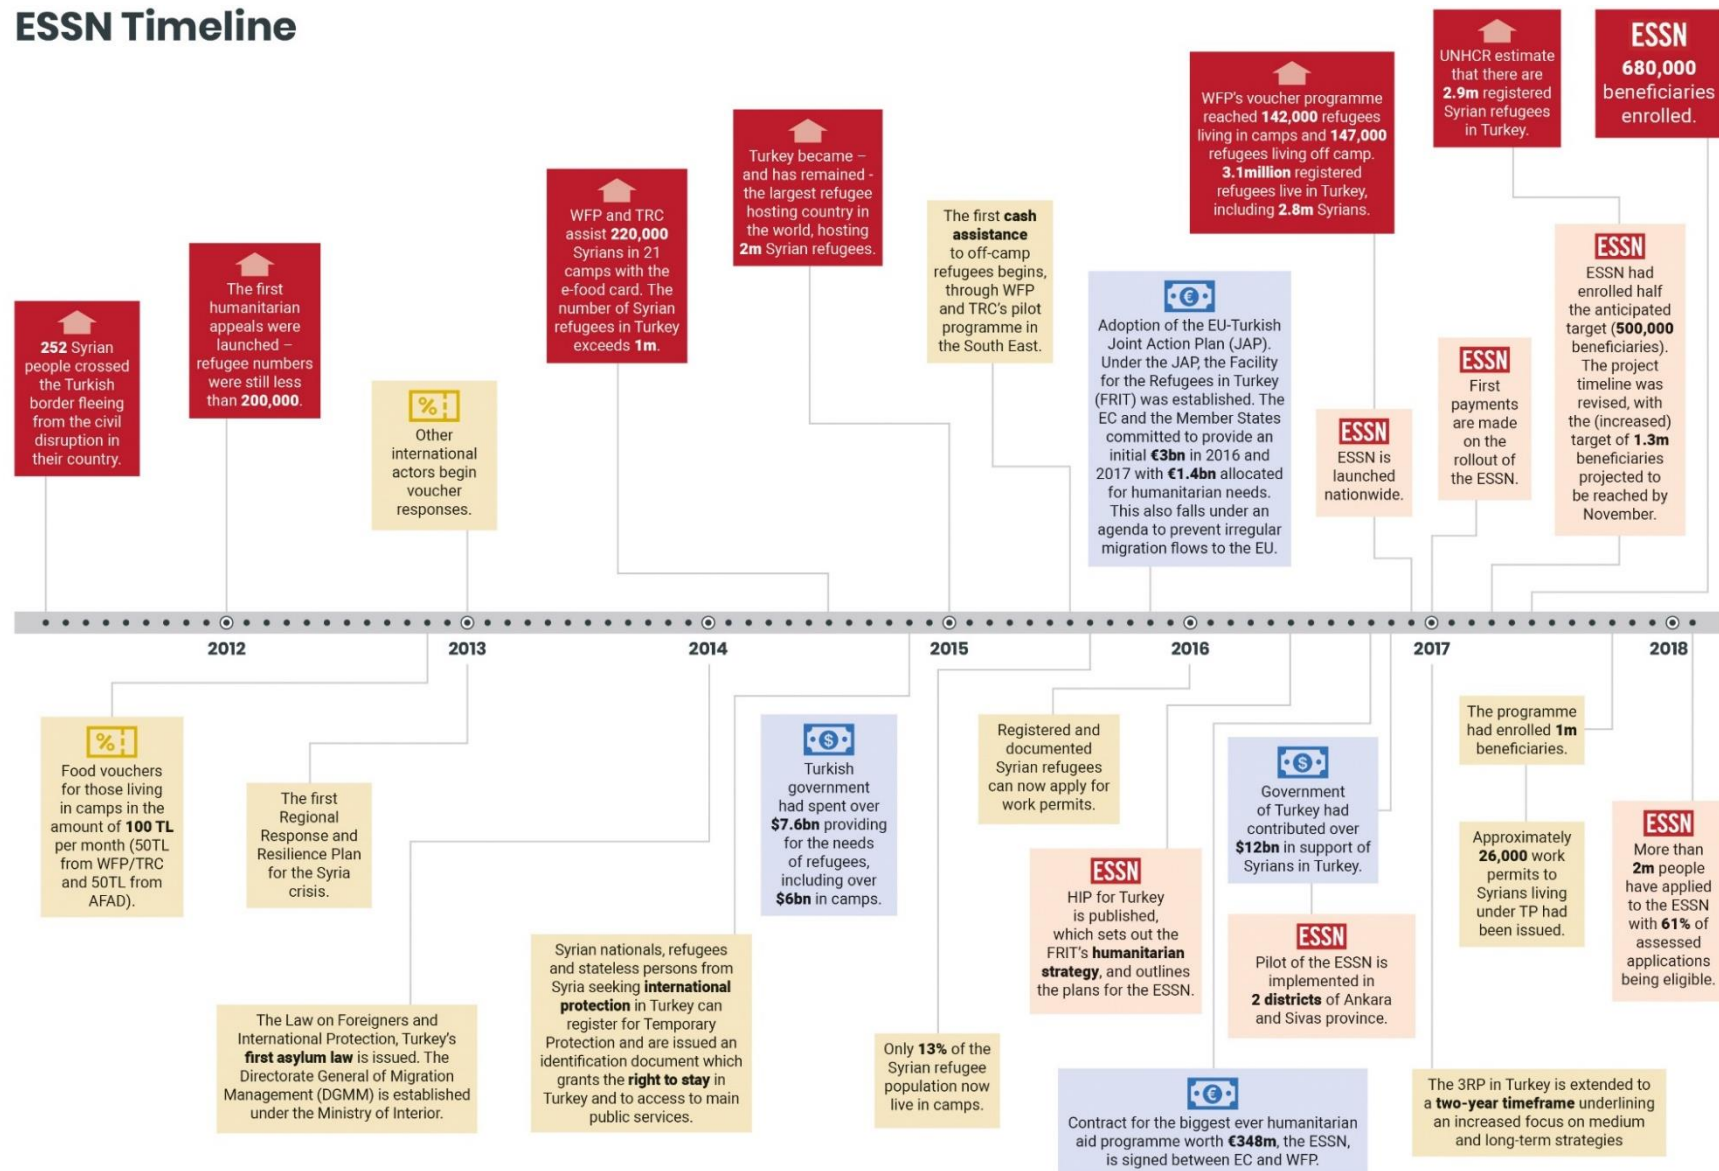 ESSN Timeline
252 Syrian
people crossed
the Turkish
border fleeing
from the civil
disruption in
their country.
The first
humanitarian
appeals were
launched –
refugee numbers
were still less
than 200,000.
%
Other
international
actors begin
voucher
responses.
WFP and TRC
assist 220,000
Syrians in 21
camps with the
e-food card. The
number of Syrian
refugees in Turkey
exceeds 1m.
Turkey became –
and has remained -
the largest refugee
hosting country in
the world, hosting
2m Syrian refugees.
The first cash
assistance
to off-camp
refugees begins,
through WFP
and TRC's pilot
programme in
the South East.
€
Adoption of the EU-Turkish
Joint Action Plan (JAP).
Under the JAP, the Facility
for the Refugees in Turkey
(FRIT) was established. The
EC and the Member States
committed to provide an
initial €3bn in 2016 and
2017 with €1.4bn allocated
for humanitarian needs.
This also falls under an
agenda to prevent irregular
migration flows to the EU.
WFP's voucher programme
reached 142,000 refugees
living in camps and 147,000
refugees living off camp.
3.1million registered
refugees live in Turkey,
including 2.8m Syrians.
ESSN
ESSN is
launched
nationwide.
ESSN
First
payments
are made
on the
rollout of
the ESSN.
UNHCR estimate
that there are
2.9m registered
Syrian refugees
in Turkey.
ESSN
ESSN had
enrolled half
the anticipated
target (500,000
beneficiaries).
The project
timeline was
revised, with
the (increased)
target of 1.3m
beneficiaries
projected to
be reached by
November.
ESSN
680,000
beneficiaries
enrolled.
2012
2013
2014
2015
2016
2017
2018
%
Food vouchers
for those living
in camps in the
amount of 100 TL
per month (50TL
from WFP/TRC
and 50TL from
AFAD).
The first
Regional
Response and
Resilience Plan
for the Syria
crisis.
The Law on Foreigners and
International Protection, Turkey's
first asylum law is issued. The
Directorate General of Migration
Management (DGMM) is established
under the Ministry of Interior.
Syrian nationals, refugees
and stateless persons from
Syria seeking international
protection in Turkey can
register for Temporary
Protection and are issued an
identification document which
grants the right to stay in
Turkey and to access to main
public services.
$
Turkish
government
had spent over
$7.6bn providing
for the needs
of refugees,
including over
$6bn in camps.
Only 13% of the
Syrian refugee
population now
live in camps.
Registered and
documented
Syrian refugees
can now apply for
work permits.
ESSN
HIP for Turkey
is published,
which sets out the
FRIT's humanitarian
strategy, and outlines
the plans for the ESSN.
€
Contract for the biggest ever humanitarian
aid programme worth €348m, the ESSN,
is signed between EC and WFP.
$
Government
of Turkey had
contributed over
$12bn in support of
Syrians in Turkey.
ESSN
Pilot of the ESSN is
implemented in
2 districts of Ankara
and Sivas province.
The 3RP in Turkey is extended to
a two-year timeframe underlining
an increased focus on medium
and long-term strategies
The programme
had enrolled 1m
beneficiaries.
Approximately
26,000 work
permits to
Syrians living
under TP had
been issued.
ESSN
More than
2m people
have applied
to the ESSN
with 61% of
assessed
applications
being eligible.